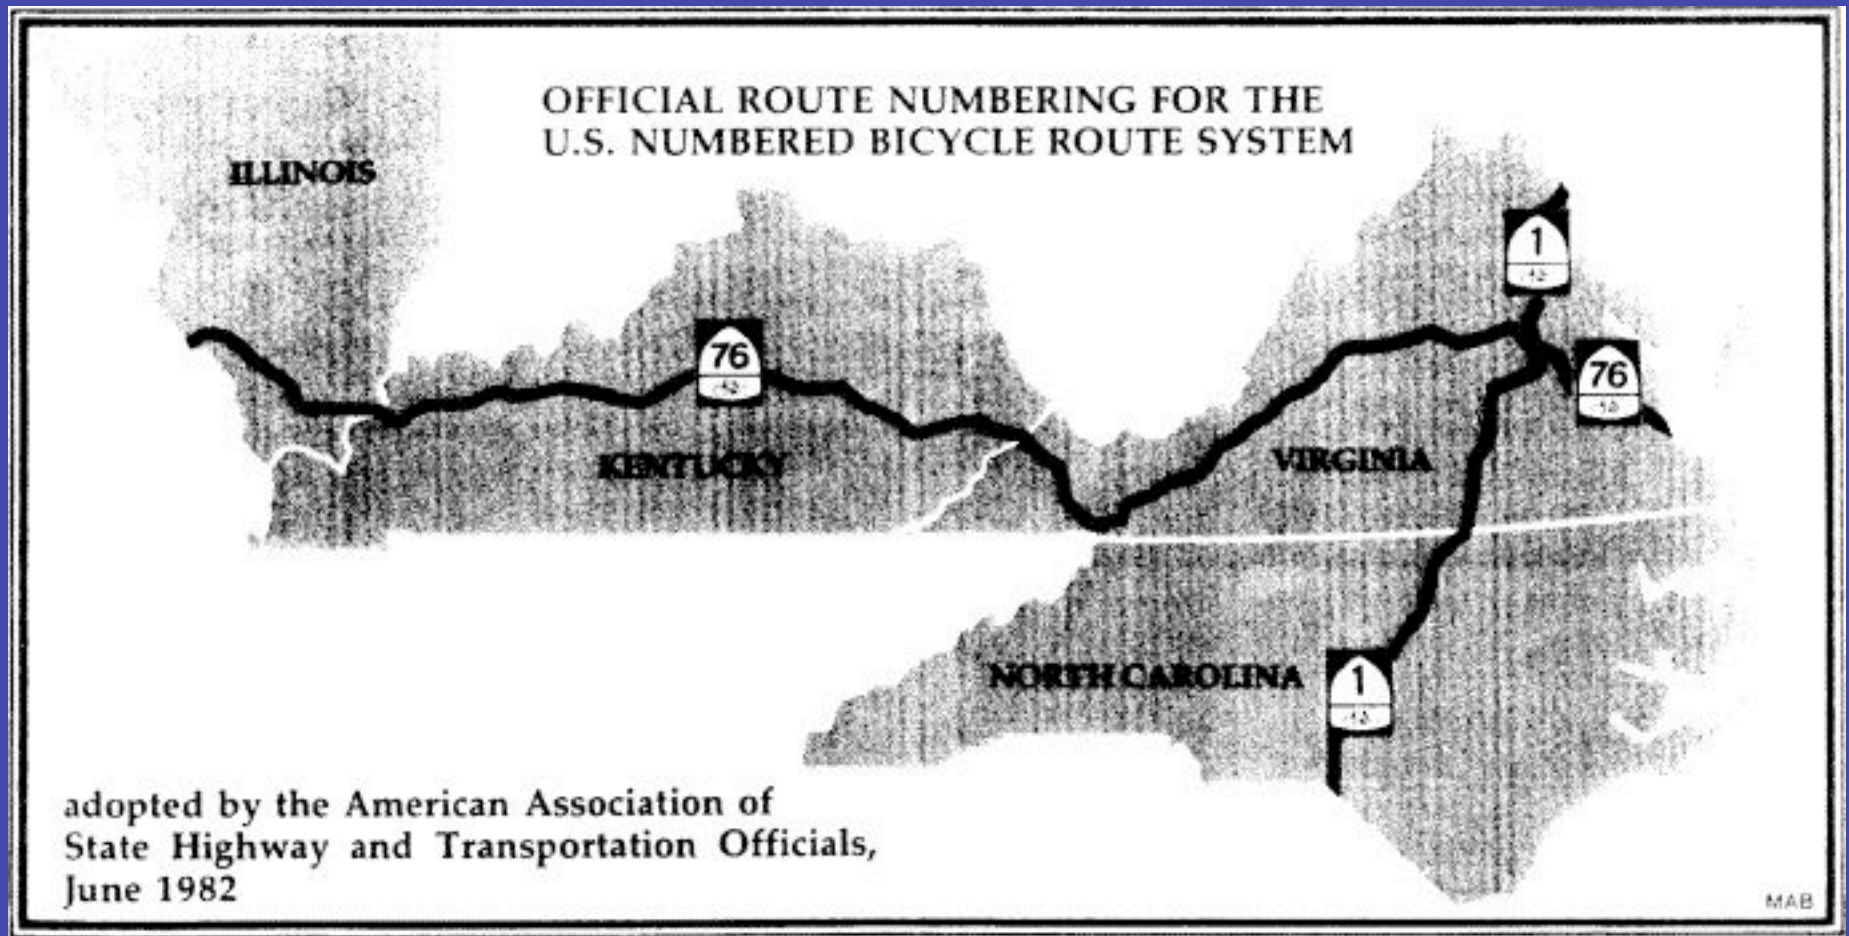 OFFICIAL ROUTE NUMBERING FOR THE
U.S. NUMBERED BICYCLE ROUTE SYSTEM
ILLINOIS
1
76
76
KENTUCKY
VIRGINIA
NORTH CAROLINA
1
adopted by the American Association of
State Highway and Transportation Officials,
June 1982
MAB